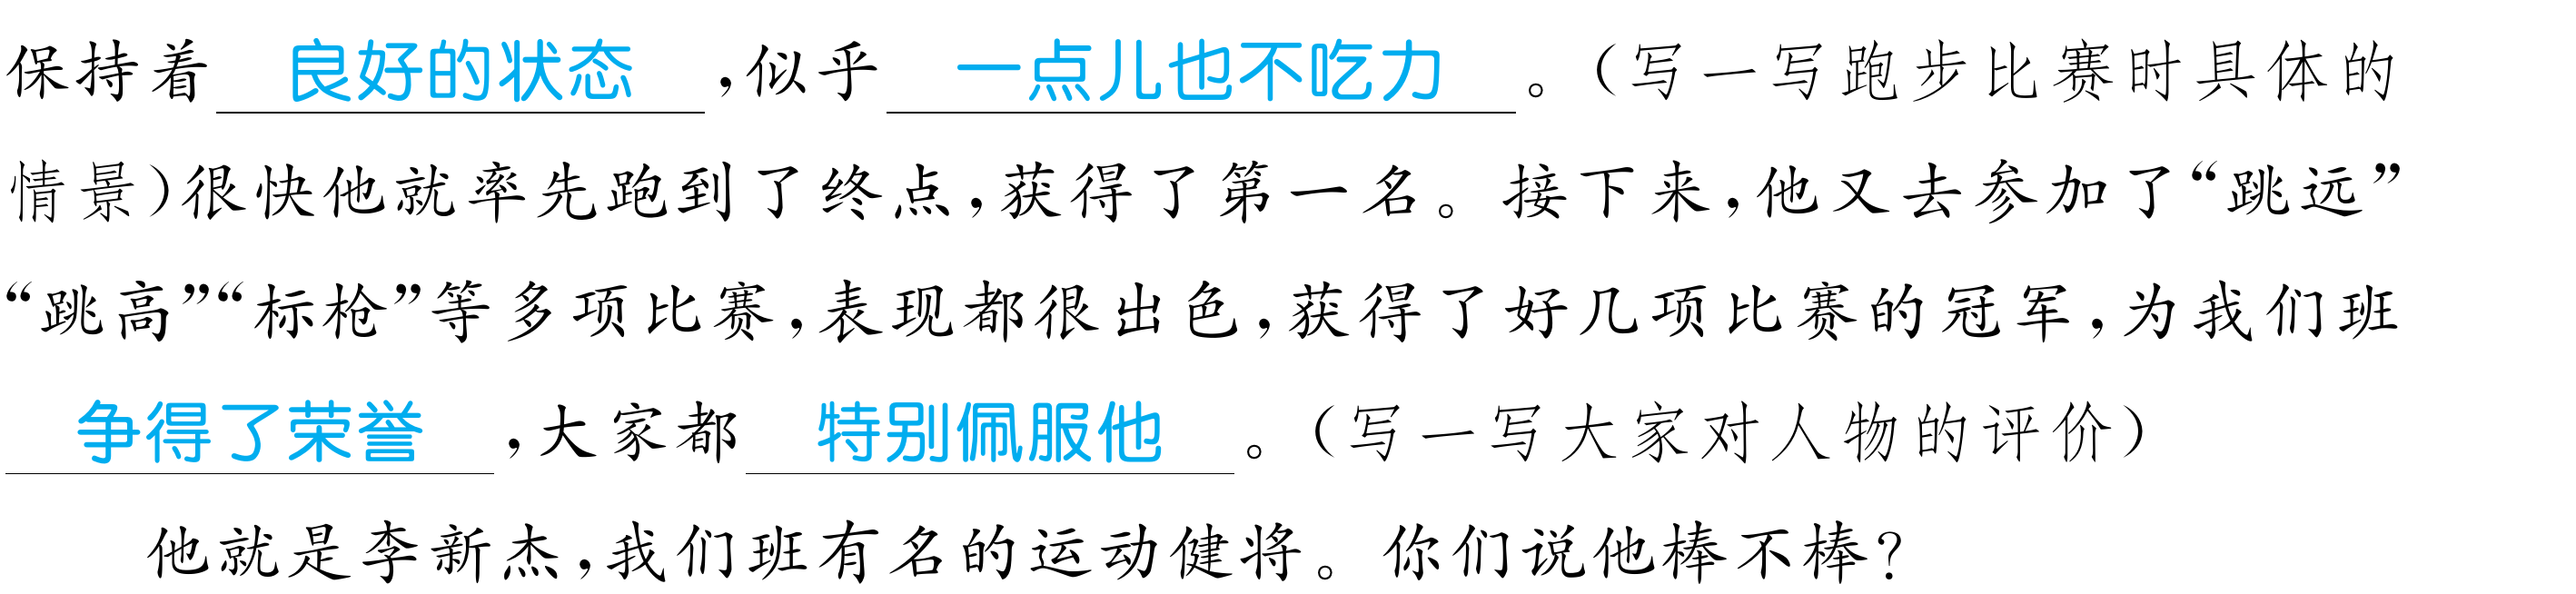 保持着良好的状态,似乎一点儿也不吃力。(写一写跑步比赛时具体的
情景)很快他就率先跑到了终点,获得了第一名。接下来,他又去参加了“跳远”
“跳高”“标枪”等多项比赛,表现都很出色,获得了好几项比赛的冠军,为我们班
争得了荣誉,大家都特别佩服他。(写一写大家对人物的评价)
他就是李新杰,我们班有名的运动健将。你们说他棒不棒?